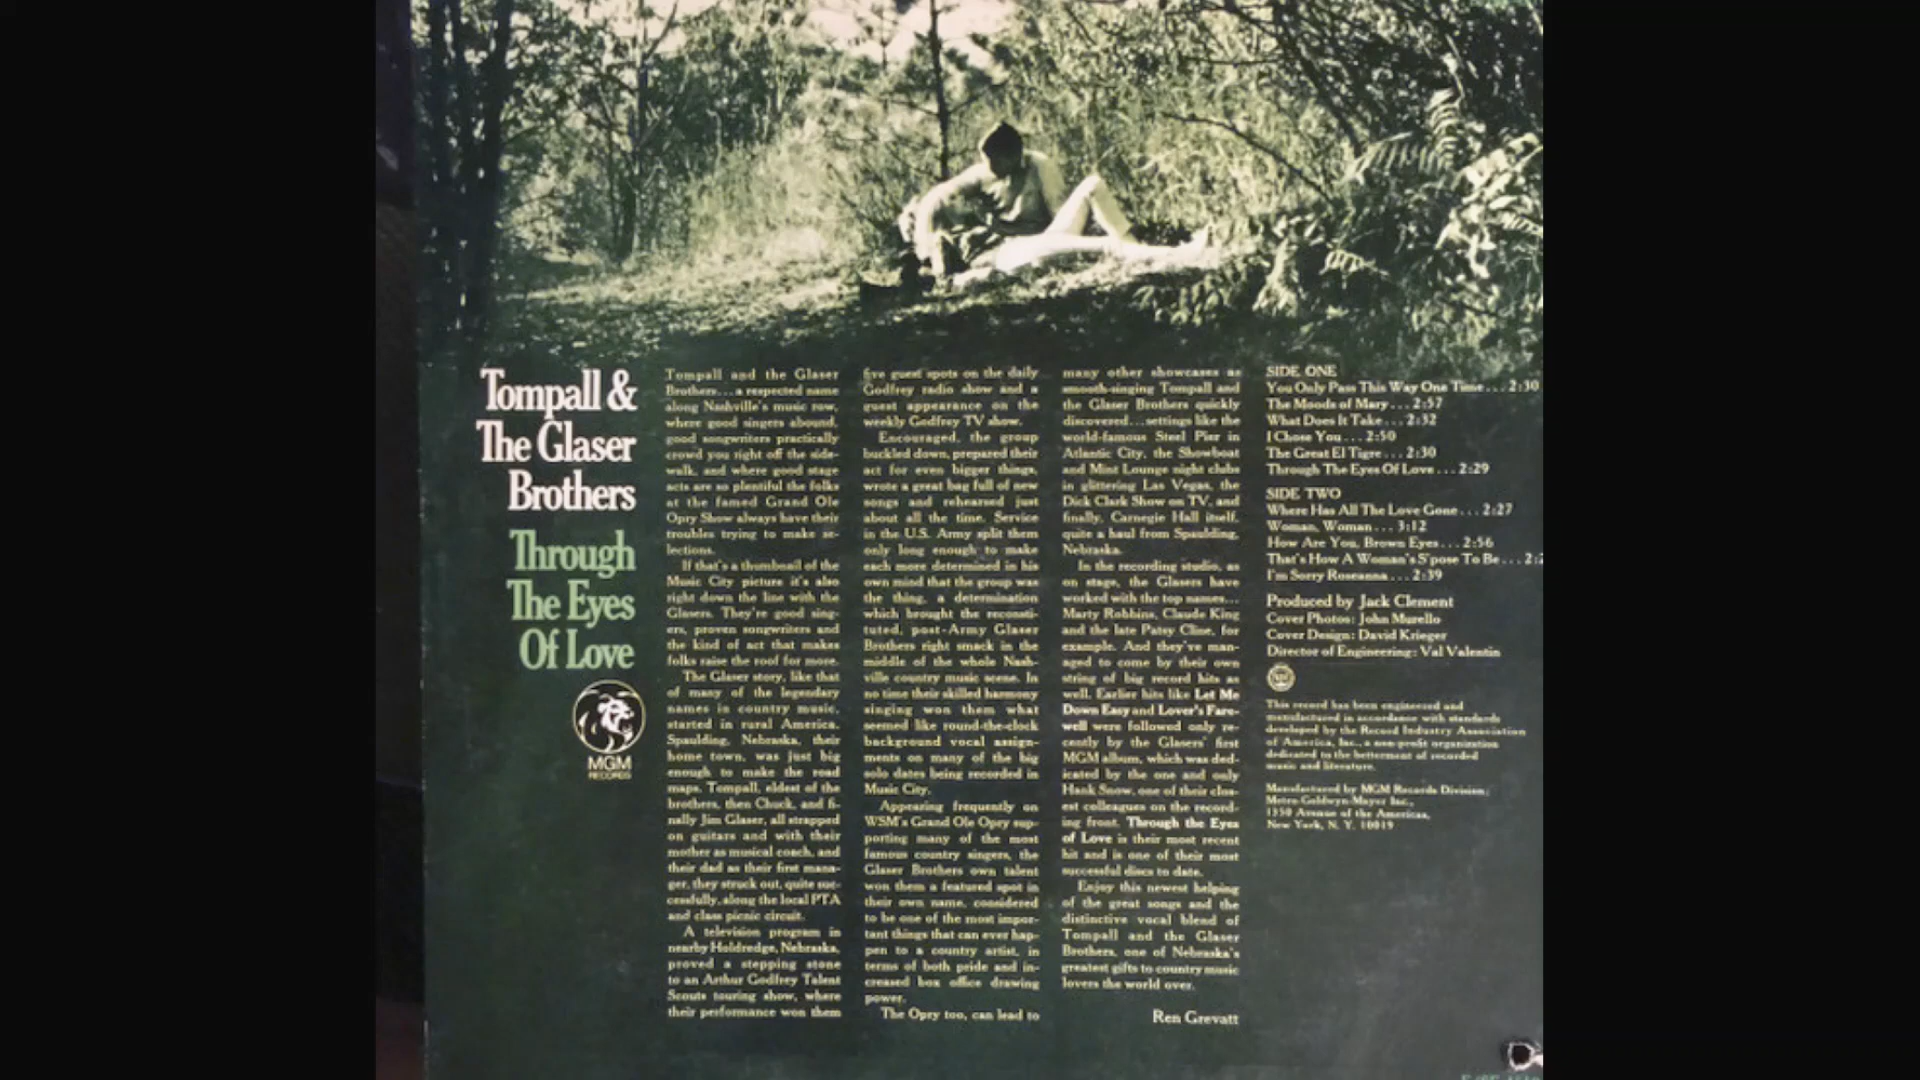 Tompall &
The Glaser
Brothers
Through
The Eyes
Of Love
MGM
RECORDS
Tompall and the Glaser
Brothers...a respected name
along Nashville's music row,
where good singers abound,
good songwriters practically
crowd you right off the side-
walk, and where good stage
acts are so plentiful the folks
at the famed Grand Ole
Opry Show always have their
troubles trying to make se-
lections.
If that's a thumbnail of the
Music City picture it's also
right down the line with the
Glasers. They're good sing-
ers, proven songwriters and
the kind of act that makes
folks raise the roof for more.
The Glaser story, like that
of many of the legendary
names in country music,
started in rural America.
Spaulding, Nebraska, their
home town, was just big
enough to make the road
maps. Tompall, eldest of the
brothers, then Chuck, and fi-
nally Jim Glaser, all strapped
on guitars and with their
mother as musical coach, and
their dad as their first mana-
ger, they struck out, quite suc-
cessfully, along the local PTA
and class picnic circuit.
A television program in
nearby Holdredge, Nebraska,
proved a stepping stone
to an Arthur Godfrey Talent
Scouts touring show, where
their performance won them
five guest spots on the daily
Godfrey radio show and a
guest appearance on the
weekly Godfrey TV show.
Encouraged, the group
buckled down, prepared their
act for even bigger things,
wrote a great bag full of new
songs and rehearsed just
about all the time. Service
in the U.S. Army split them
only long enough to make
each more determined in his
own mind that the group was
the thing, a determination
which brought the reconsti-
tuted, post-Army Glaser
Brothers right smack in the
middle of the whole Nash-
ville country music scene. In
no time their skilled harmony
singing won them what
seemed like round-the-clock
background vocal assign-
ments on many of the big
solo dates being recorded in
Music City.
Appearing frequently on
WSM's Grand Ole Opry sup-
porting many of the most
famous country singers, the
Glaser Brothers own talent
won them a featured spot in
their own name, considered
to be one of the most impor-
tant things that can ever hap-
pen to a country artist, in
terms of both pride and in-
creased box office drawing
power.
The Opry too, can lead to
many other showcases as
smooth-singing Tompall and
the Glaser Brothers quickly
discovered...settings like the
world-famous Steel Pier in
Atlantic City, the Showboat
and Mint Lounge night clubs
in glittering Las Vegas, the
Dick Clark Show on TV, and
finally, Carnegie Hall itself,
quite a haul from Spaulding,
Nebraska.
In the recording studio, as
on stage, the Glasers have
worked with the top names...
Marty Robbins, Claude King
and the late Patsy Cline, for
example. And they've man-
aged to come by their own
string of big record hits as
well. Earlier hits like Let Me
Down Easy and Lover's Fare-
well were followed only re-
cently by the Glasers' first
MGM album, which was ded-
icated by the one and only
Hank Snow, one of their clos-
est colleagues on the record-
ing front. Through the Eyes
of Love is their most recent
hit and is one of their most
successful discs to date.
Enjoy this newest helping
of the great songs and the
distinctive vocal blend of
Tompall and the Glaser
Brothers, one of Nebraska's
greatest gifts to country music
lovers the world over.
Ren Grevatt
SIDE ONE
You Only Pass This Way One Time...2:30
The Moods of Mary...2:57
What Does It Take...2:32
I Chose You...2:50
The Great El Tigre...2:30
Through The Eyes Of Love...2:29
SIDE TWO
Where Has All The Love Gone...2:27
Woman, Woman...3:12
How Are You, Brown Eyes...2:56
That's How A Woman's S'pose To Be...2:
I'm Sorry Roseanna...2:39
Produced by Jack Clement
Cover Photos: John Murello
Cover Design: David Krieger
Director of Engineering: Val Valentin
This record has been engineered and
manufactured in accordance with standards
developed by the Record Industry Association
of America, Inc., a non-profit organization
dedicated to the betterment of recorded
music and literature.
Manufactured by MGM Records Division,
Metro-Goldwyn-Mayer Inc.,
1350 Avenue of the Americas,
New York, N. Y. 10019